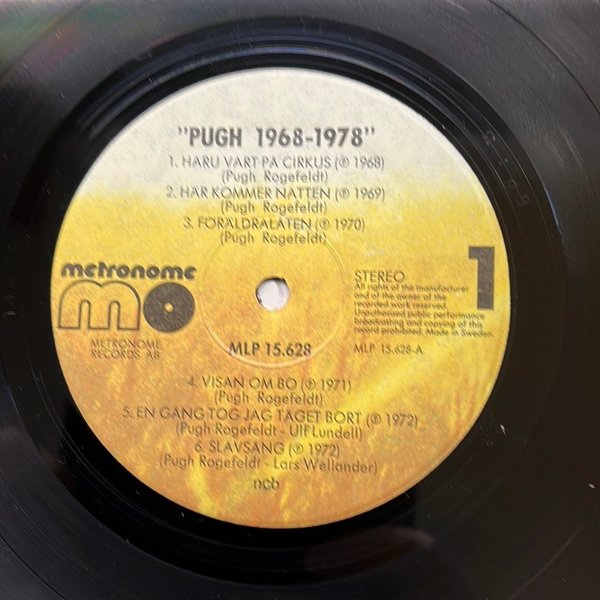 "PUGH 1968-1978"
1. HARU VART PÅ CIRKUS (℗ 1968)
(Pugh Rogefeldt)
2. HÄR KOMMER NATTEN (℗ 1969)
(Pugh Rogefeldt)
3. FÖRÄLDRALÅTEN (℗ 1970)
(Pugh Rogefeldt)
metronome
mo
METRONOME
RECORDS AB
STEREO
1
All rights of the manufacturer
and of the owner of the
recorded work reserved.
Unauthorised public performance
broadcasting and copying of this
record prohibited. Made in Sweden.
MLP 15.628
MLP 15.628-A
4. VISAN OM BO (℗ 1971)
(Pugh Rogefeldt)
5. EN GÅNG TOG JAG TÅGET BORT (℗ 1972)
(Pugh Rogefeldt - Ulf Lundell)
6. SLAVSÅNG (℗ 1972)
(Pugh Rogefeldt - Lars Wellander)
ncb